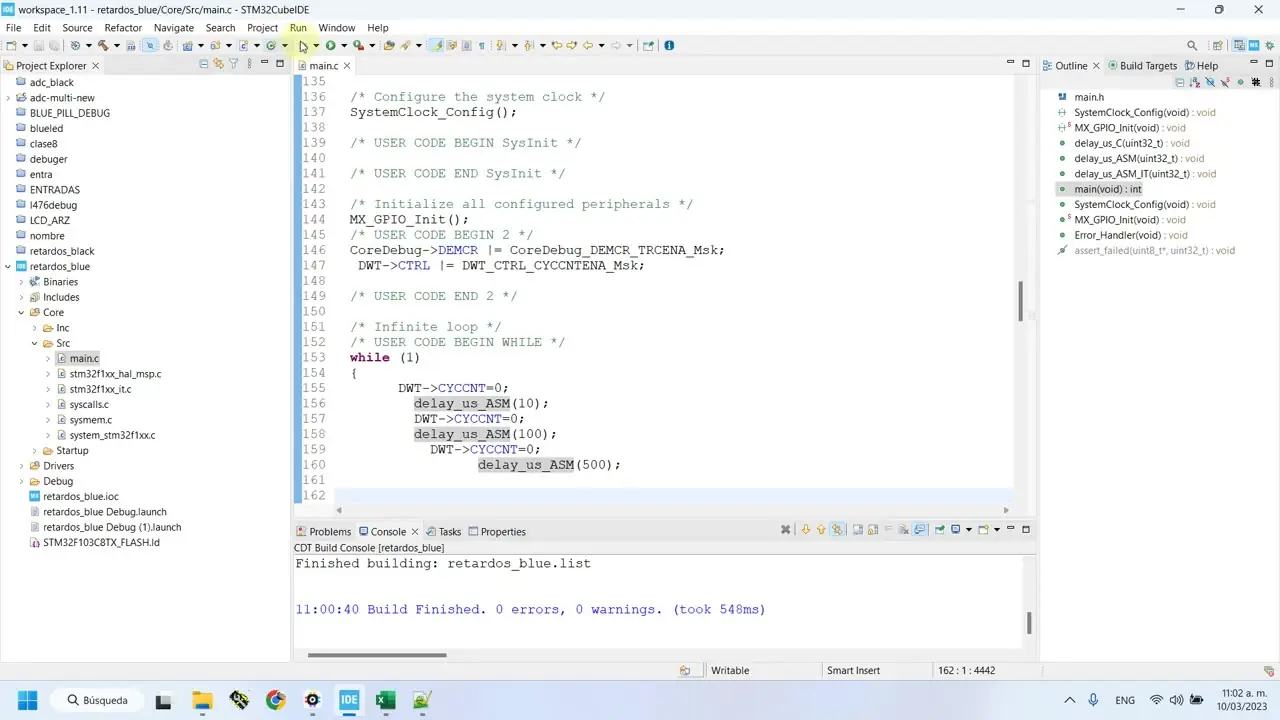 workspace_1.11 - retardos_blue/Core/Src/main.c - STM32CubeIDE
File Edit Source Refactor Navigate Search Project Run Window Help
Project Explorer
adc_black
adc-multi-new
BLUE_PILL_DEBUG
blueled
clase8
debuger
entra
ENTRADAS
l476debug
LCD_ARZ
nombre
retardos_black
retardos_blue
Binaries
Includes
Core
Inc
Src
main.c
stm32f1xx_hal_msp.c
stm32f1xx_it.c
syscalls.c
sysmem.c
system_stm32f1xx.c
Startup
Drivers
Debug
retardos_blue.ioc
retardos_blue Debug.launch
retardos_blue Debug (1).launch
STM32F103C8TX_FLASH.ld
main.c
135
136 /* Configure the system clock */
137 SystemClock_Config();
138
139 /* USER CODE BEGIN SysInit */
140
141 /* USER CODE END SysInit */
142
143 /* Initialize all configured peripherals */
144 MX_GPIO_Init();
145 /* USER CODE BEGIN 2 */
146 CoreDebug->DEMCR |= CoreDebug_DEMCR_TRCENA_Msk;
147 DWT->CTRL |= DWT_CTRL_CYCCNTENA_Msk;
148
149 /* USER CODE END 2 */
150
151 /* Infinite loop */
152 /* USER CODE BEGIN WHILE */
153 while (1)
154 {
155 DWT->CYCCNT=0;
156 delay_us_ASM(10);
157 DWT->CYCCNT=0;
158 delay_us_ASM(100);
159 DWT->CYCCNT=0;
160 delay_us_ASM(500);
161
162
Problems Console Tasks Properties
CDT Build Console [retardos_blue]
Finished building: retardos_blue.list
11:00:40 Build Finished. 0 errors, 0 warnings. (took 548ms)
Outline Build Targets Help
main.h
SystemClock_Config(void) : void
MX_GPIO_Init(void) : void
delay_us_C(uint32_t) : void
delay_us_ASM(uint32_t) : void
delay_us_ASM_IT(uint32_t) : void
main(void) : int
SystemClock_Config(void) : void
MX_GPIO_Init(void) : void
Error_Handler(void) : void
assert_failed(uint8_t*, uint32_t) : void
Writable Smart Insert 162 : 1 : 4442
Búsqueda
IDE
ENG
11:02 a. m.
10/03/2023